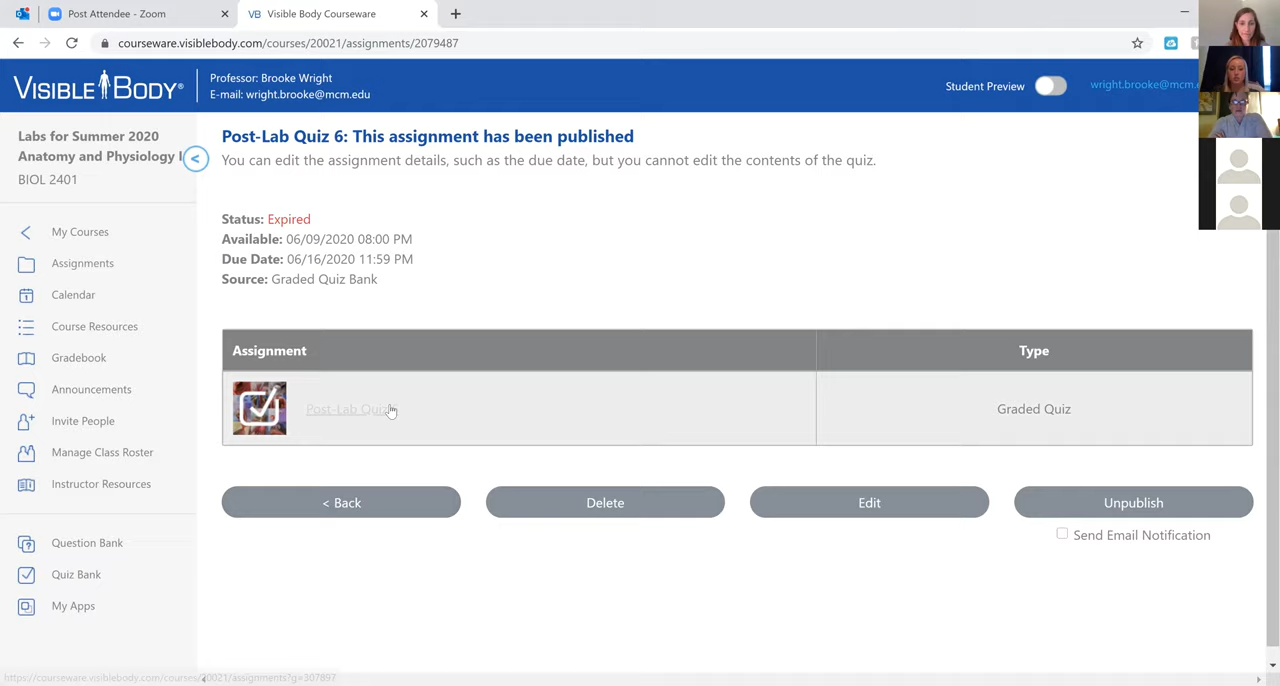 Post Attendee - Zoom
VB Visible Body Courseware
courseware.visiblebody.com/courses/20021/assignments/2079487
VISIBLE BODY®
Professor: Brooke Wright
E-mail: wright.brooke@mcm.edu
Student Preview
wright.brooke@mcm.e
Labs for Summer 2020
Anatomy and Physiology I
BIOL 2401
<
My Courses
Assignments
Calendar
Course Resources
Gradebook
Announcements
Invite People
Manage Class Roster
Instructor Resources
Question Bank
Quiz Bank
My Apps
Post-Lab Quiz 6: This assignment has been published
You can edit the assignment details, such as the due date, but you cannot edit the contents of the quiz.
Status: Expired
Available: 06/09/2020 08:00 PM
Due Date: 06/16/2020 11:59 PM
Source: Graded Quiz Bank
Assignment Type
Post-Lab Quiz Graded Quiz
< Back Delete Edit Unpublish
Send Email Notification
https://courseware.visiblebody.com/courses/20021/assignments?g=307897